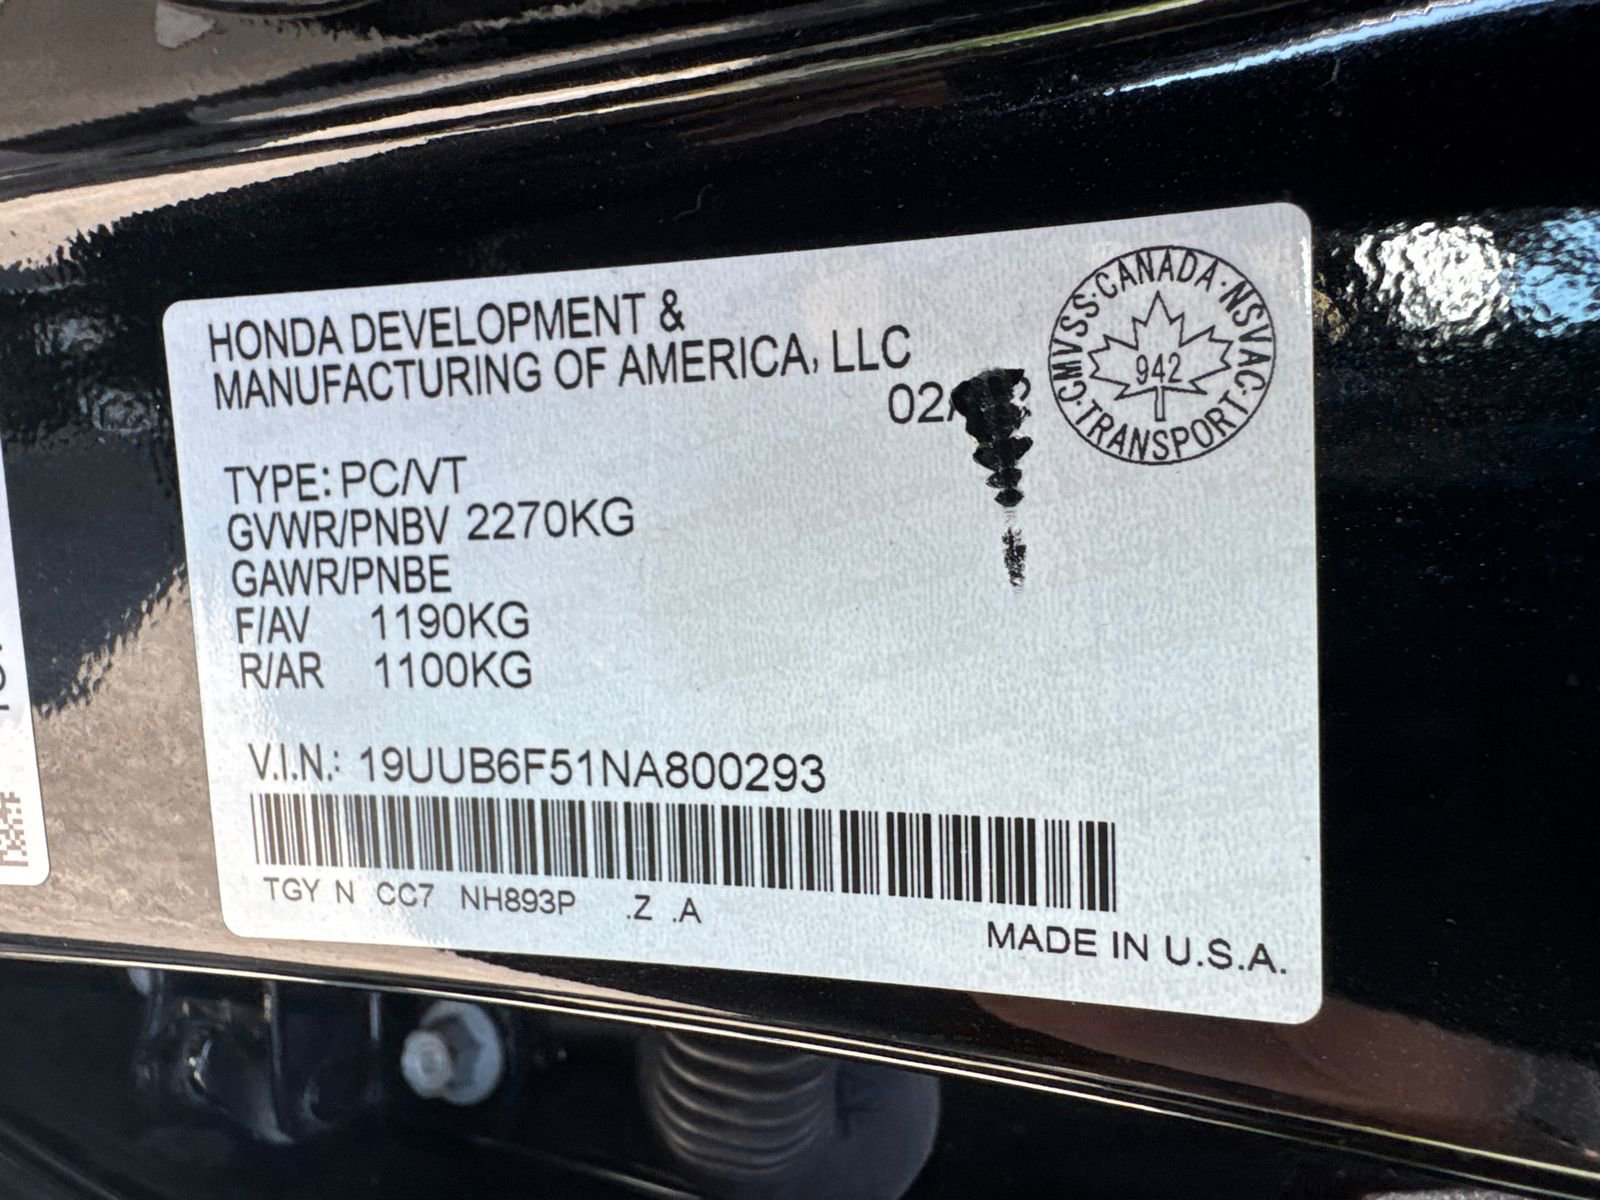 HONDA DEVELOPMENT &
MANUFACTURING OF AMERICA, LLC
CMVSS·CANADA·NSVAC·TRANSPORT·
942
TYPE: PC/VT
GVWR/PNBV 2270KG
GAWR/PNBE
F/AV 1190KG
R/AR 1100KG
V.I.N.: 19UUB6F51NA800293
TGY N CC7 NH893P .Z .A
MADE IN U.S.A.